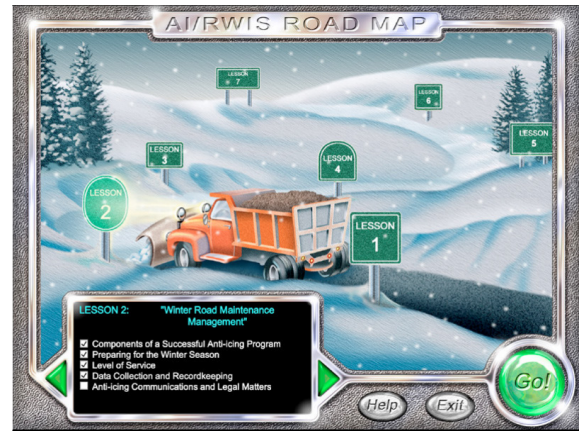 AI/RWIS ROAD MAP
LESSON
7
LESSON
6
LESSON
5
LESSON
3
LESSON
4
LESSON
2
LESSON
1
LESSON 2: "Winter Road Maintenance
Management"
Components of a Successful Anti-icing Program
Preparing for the Winter Season
Level of Service
Data Collection and Recordkeeping
Anti-icing Communications and Legal Matters
Help
Exit
Go!